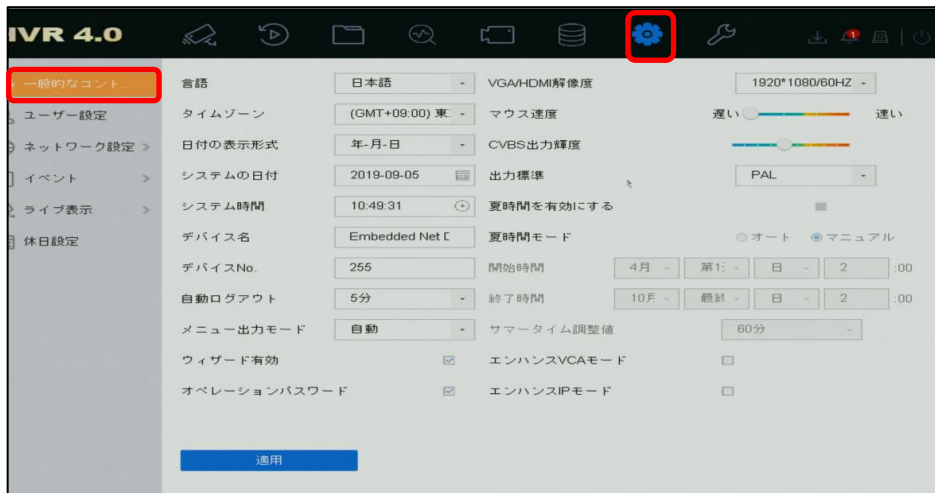 IVR 4.0
一般的なコント...
ユーザー設定
ネットワーク設定 >
イベント >
ライブ表示 >
休日設定
言語 日本語 VGA/HDMI解像度 1920*1080/60HZ
タイムゾーン (GMT+09:00) 東: マウス速度 遅い 速い
日付の表示形式 年-月-日 CVBS出力輝度
システムの日付 2019-09-05 出力標準 PAL
システム時間 10:49:31 夏時間を有効にする
デバイス名 Embedded Net D 夏時間モード オート マニュアル
デバイスNo. 255 開始時間 4月 第1: 日 2 :00
自動ログアウト 5分 終了時間 10月 最終 日 2 :00
メニュー出力モード 自動 サマータイム調整値 60分
ウィザード有効 エンハンスVCAモード
オペレーションパスワード エンハンスIPモード
適用